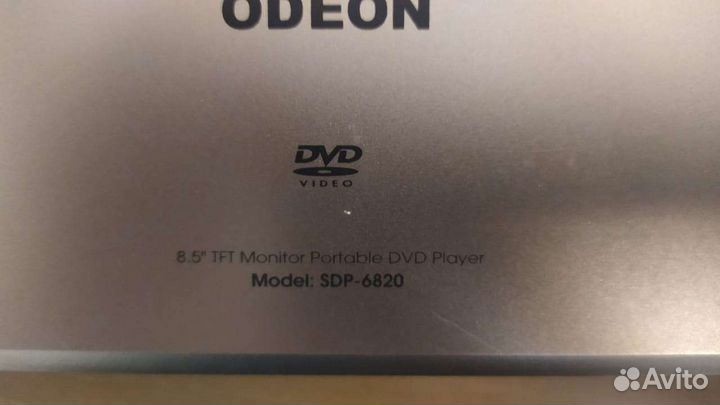 ODEON
DVD
VIDEO
8.5" TFT Monitor Portable DVD Player
Model: SDP-6820
Avito